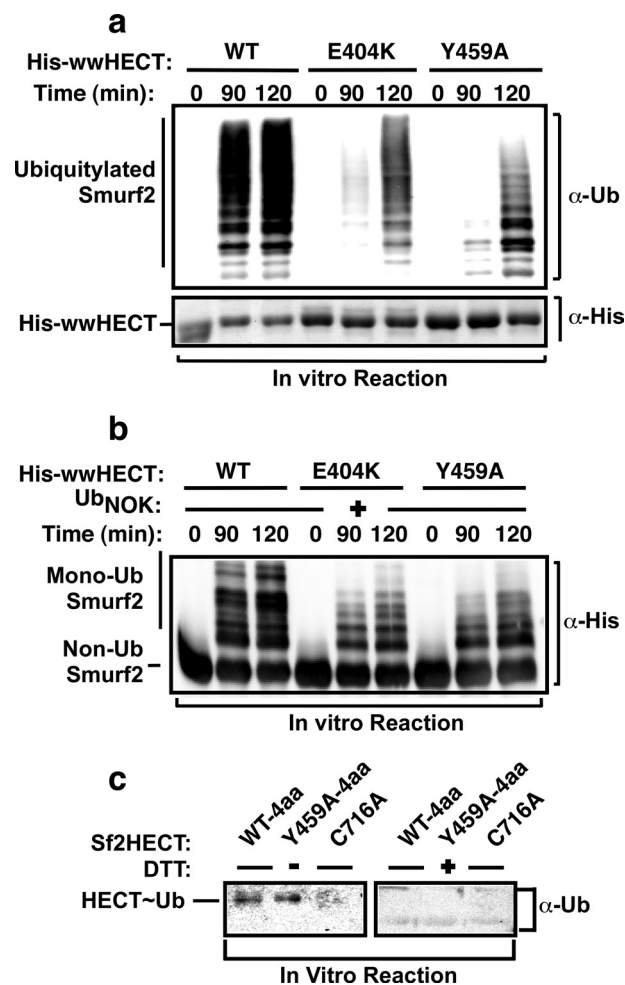 a
His-wwHECT: WT E404K Y459A
Time (min): 0 90 120 0 90 120 0 90 120
Ubiquitylated
Smurf2
α-Ub
His-wwHECT
α-His
In vitro Reaction
b
His-wwHECT: WT E404K Y459A
UbNOK: +
Time (min): 0 90 120 0 90 120 0 90 120
Mono-Ub
Smurf2
α-His
Non-Ub
Smurf2
In vitro Reaction
c
Sf2HECT: WT-4aa Y459A-4aa C716A WT-4aa Y459A-4aa C716A
DTT: - +
HECT~Ub
α-Ub
In Vitro Reaction